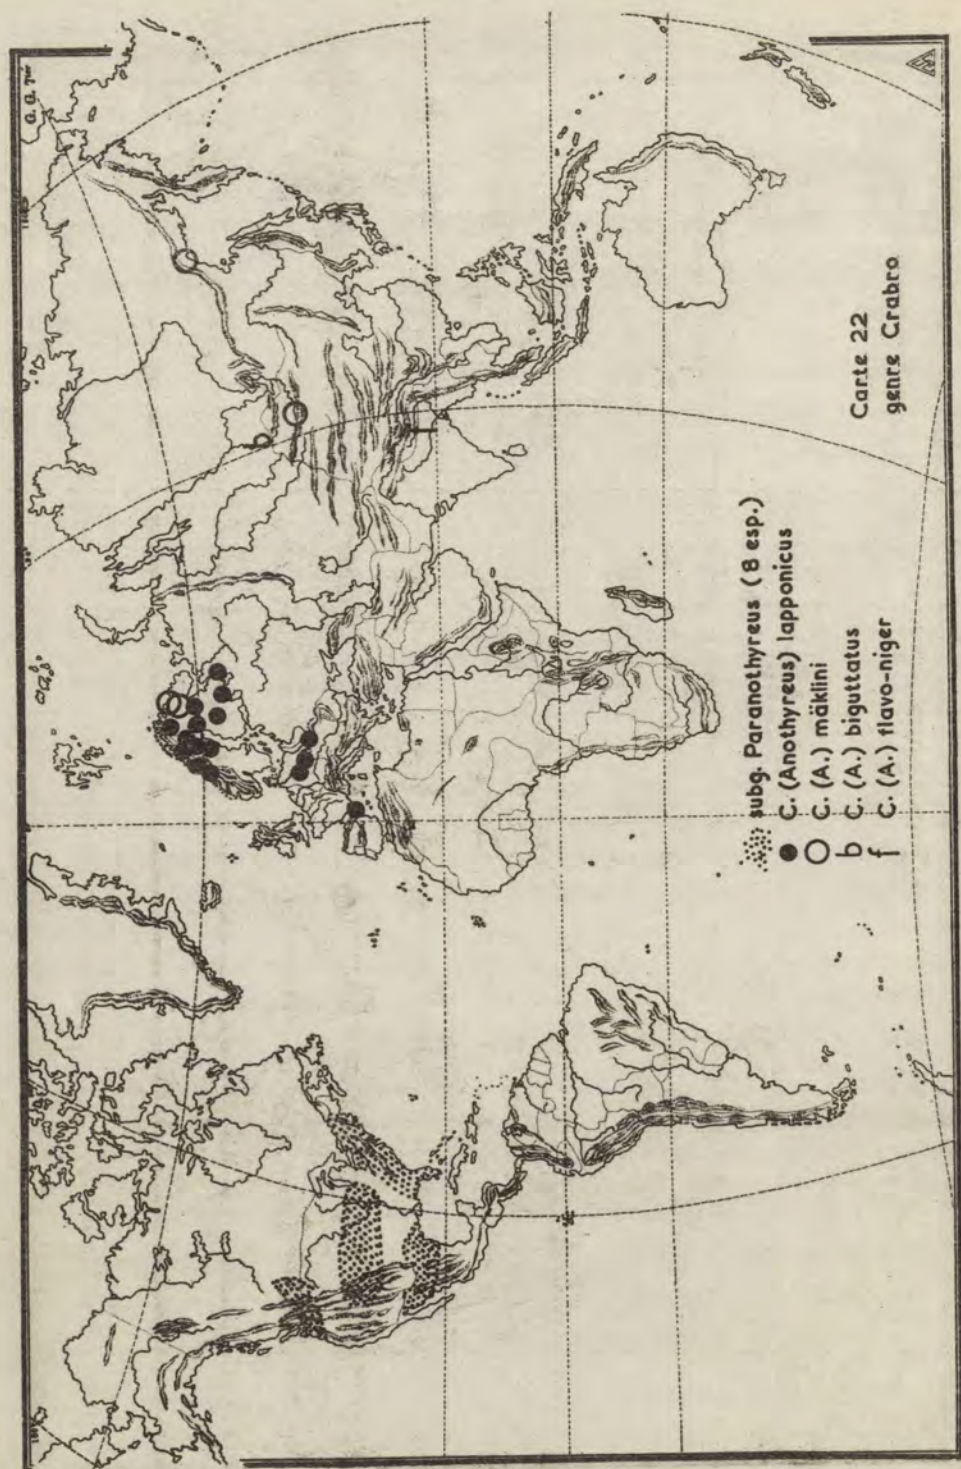 Carte 22
genre Crabro
subg. Paranothyreus (8 esp.)
C. (Anothyreus) lapponicus
C. (A.) mäklini
b C. (A.) biguttatus
f C. (A.) flavo-niger
b
f